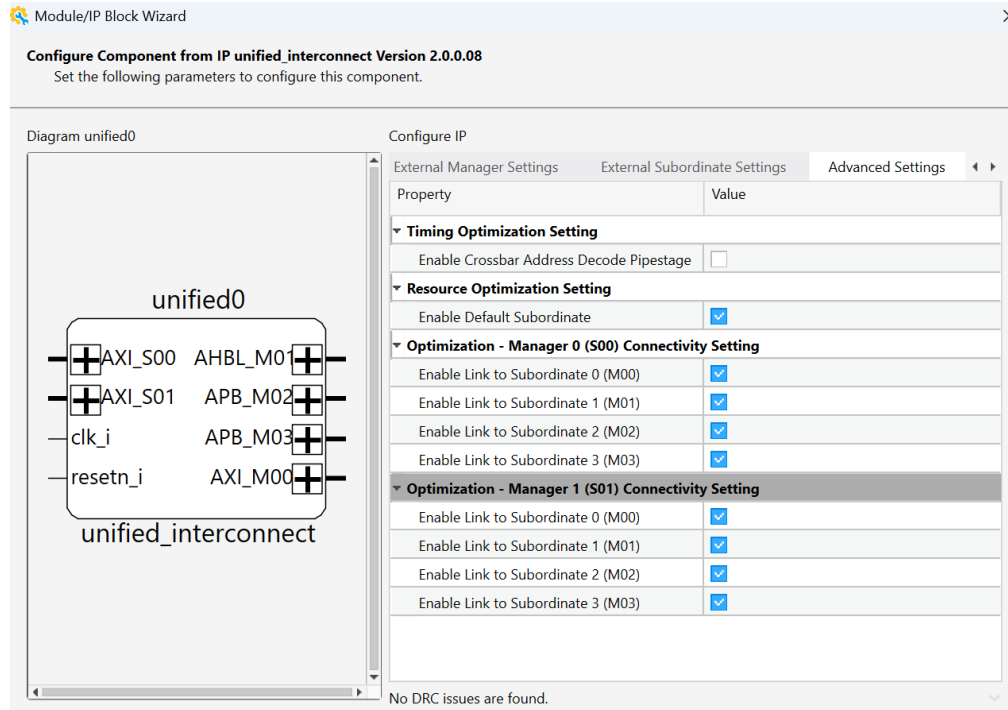 Module/IP Block Wizard
Configure Component from IP unified_interconnect Version 2.0.0.08
Set the following parameters to configure this component.
Diagram unified0
unified0
AXI_S00 AHBL_M01
AXI_S01 APB_M02
clk_i APB_M03
resetn_i AXI_M00
unified_interconnect
Configure IP
External Manager Settings External Subordinate Settings Advanced Settings
Property Value
Timing Optimization Setting
Enable Crossbar Address Decode Pipestage
Resource Optimization Setting
Enable Default Subordinate
Optimization - Manager 0 (S00) Connectivity Setting
Enable Link to Subordinate 0 (M00)
Enable Link to Subordinate 1 (M01)
Enable Link to Subordinate 2 (M02)
Enable Link to Subordinate 3 (M03)
Optimization - Manager 1 (S01) Connectivity Setting
Enable Link to Subordinate 0 (M00)
Enable Link to Subordinate 1 (M01)
Enable Link to Subordinate 2 (M02)
Enable Link to Subordinate 3 (M03)
No DRC issues are found.